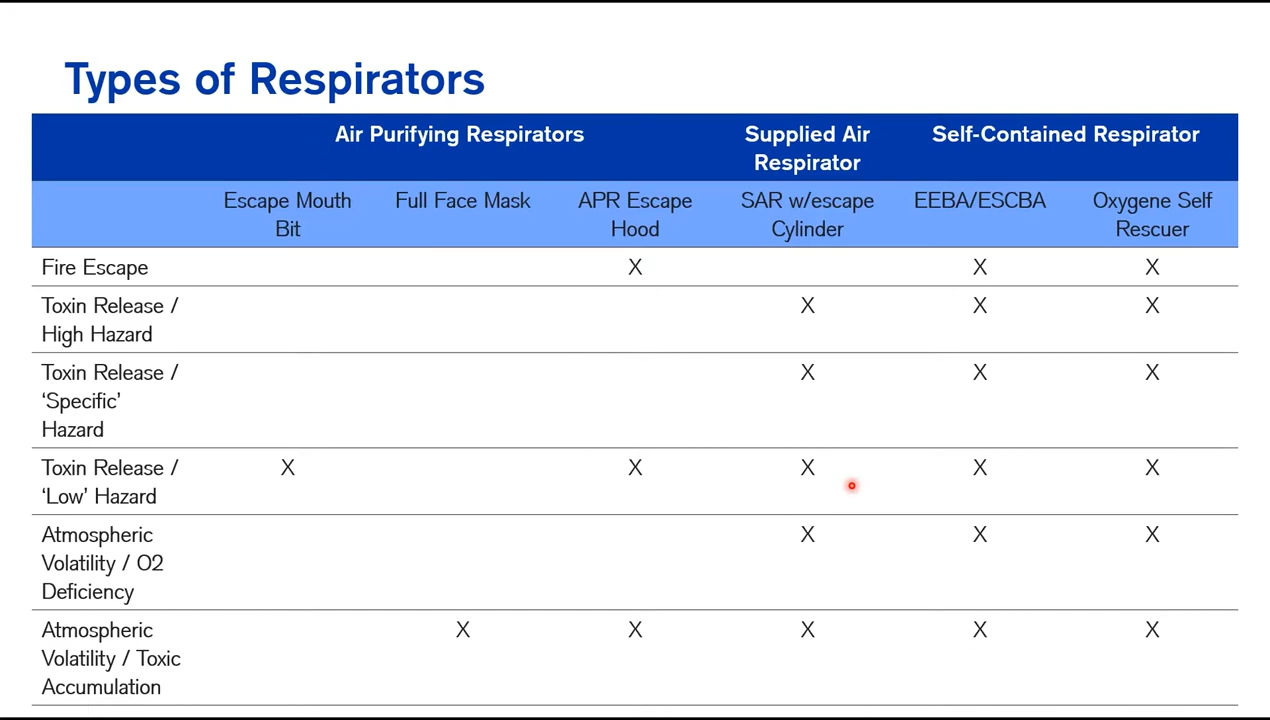 Types of Respirators
Air Purifying Respirators
Supplied Air
Respirator
Self-Contained Respirator
Escape Mouth
Bit
Full Face Mask
APR Escape
Hood
SAR w/escape
Cylinder
EEBA/ESCBA
Oxygene Self
Rescuer
Fire Escape X X X
Toxin Release / X X X
High Hazard
Toxin Release / X X X
‘Specific’
Hazard
Toxin Release / X X X X X
‘Low’ Hazard
Atmospheric X X X
Volatility / O2
Deficiency
Atmospheric X X X X X
Volatility / Toxic
Accumulation